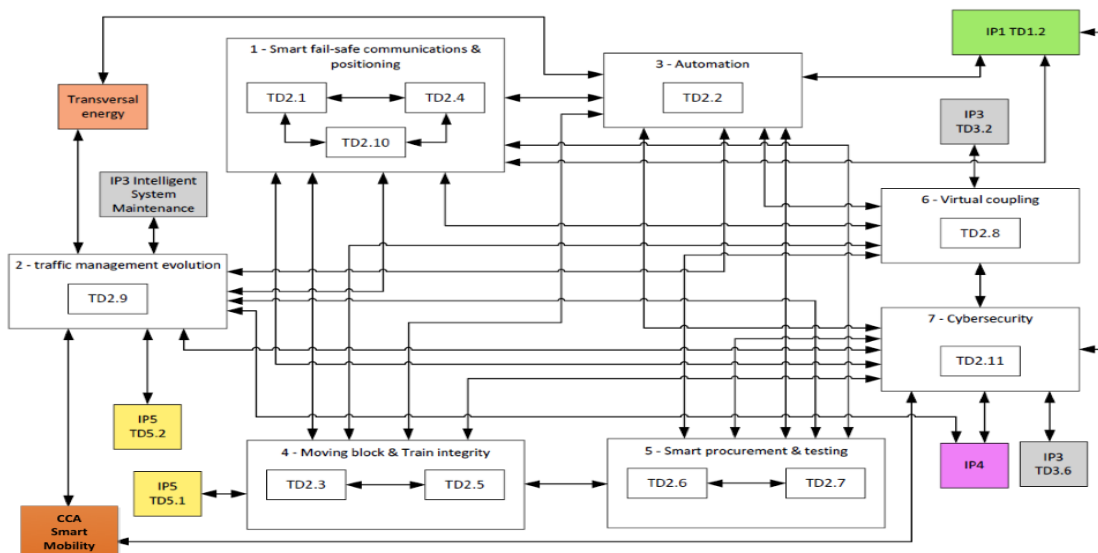 1 - Smart fail-safe communications &
positioning
TD2.1
TD2.4
TD2.10
3 - Automation
TD2.2
IP1 TD1.2
Transversal
energy
IP3
TD3.2
IP3 Intelligent
System
Maintenance
6 - Virtual coupling
TD2.8
2 - traffic management evolution
TD2.9
7 - Cybersecurity
TD2.11
IP5
TD5.2
4 - Moving block & Train integrity
TD2.3
TD2.5
5 - Smart procurement & testing
TD2.6
TD2.7
IP4
IP3
TD3.6
IP5
TD5.1
CCA
Smart
Mobility